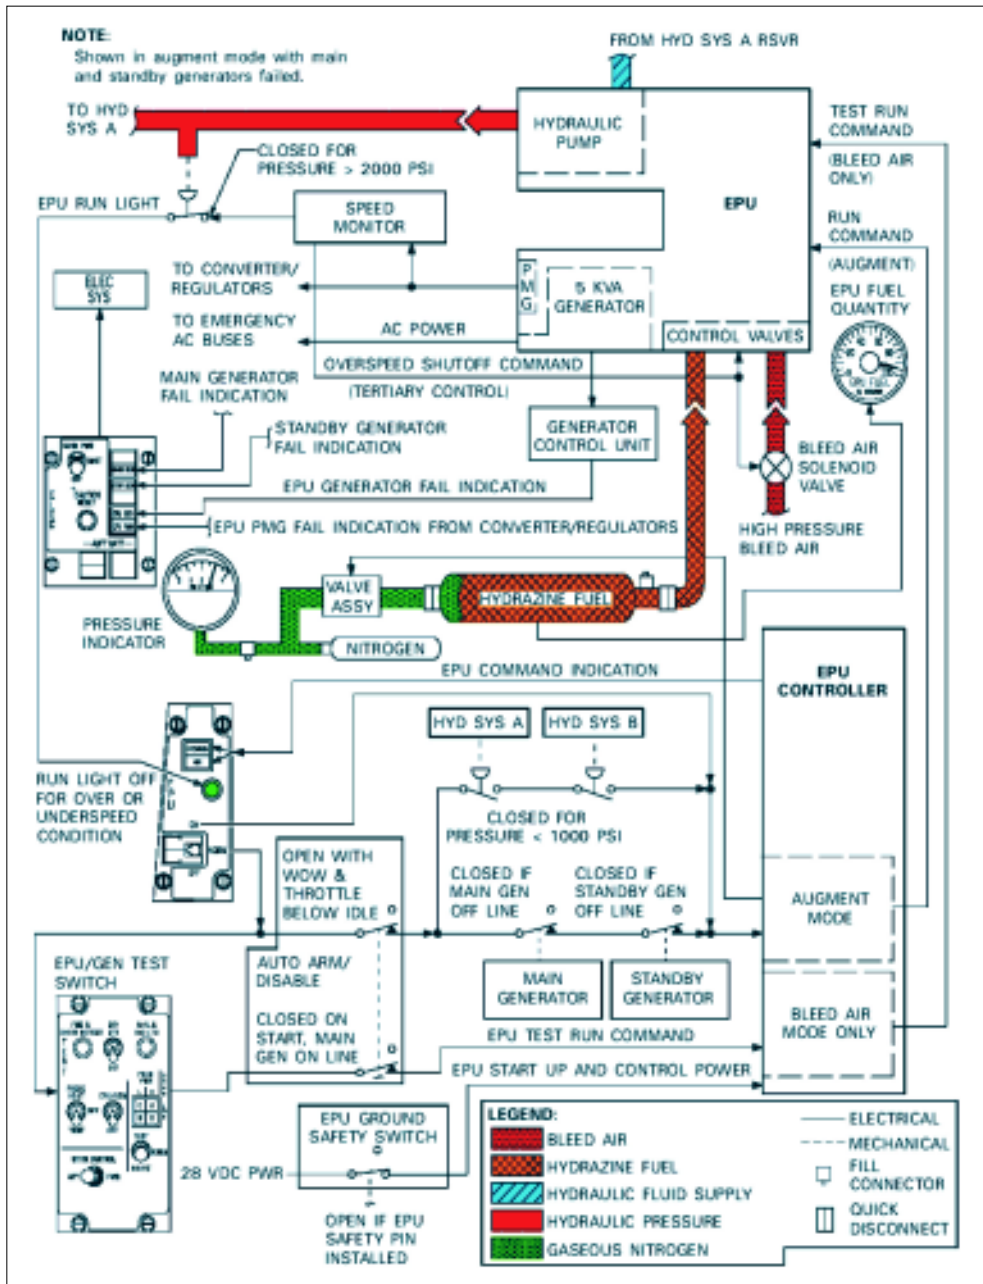 NOTE:
Shown in augment mode with main
and standby generators failed.
FROM HYD SYS A RSVR
TO HYD
SYS A
HYDRAULIC
PUMP
TEST RUN
COMMAND
(BLEED AIR
ONLY)
CLOSED FOR
PRESSURE > 2000 PSI
EPU RUN LIGHT
SPEED
MONITOR
EPU
RUN
COMMAND
(AUGMENT)
ELEC
SYS
TO CONVERTER/
REGULATORS
P
M
G
5 KVA
GENERATOR
EPU FUEL
QUANTITY
TO EMERGENCY
AC BUSES
AC POWER
CONTROL VALVES
OVERSPEED SHUTOFF COMMAND
(TERTIARY CONTROL)
MAIN GENERATOR
FAIL INDICATION
STANDBY GENERATOR
FAIL INDICATION
GENERATOR
CONTROL UNIT
BLEED AIR
SOLENOID
VALVE
EPU GENERATOR FAIL INDICATION
EPU PMG FAIL INDICATION FROM CONVERTER/REGULATORS
HIGH PRESSURE
BLEED AIR
PRESSURE
INDICATOR
VALVE
ASSY
HYDRAZINE FUEL
NITROGEN
EPU COMMAND INDICATION
EPU
CONTROLLER
HYD SYS A
HYD SYS B
RUN LIGHT OFF
FOR OVER OR
UNDERSPEED
CONDITION
CLOSED FOR
PRESSURE < 1000 PSI
OPEN WITH
WOW &
THROTTLE
BELOW IDLE
CLOSED IF
MAIN GEN
OFF LINE
CLOSED IF
STANDBY GEN
OFF LINE
AUGMENT
MODE
EPU/GEN TEST
SWITCH
AUTO ARM/
DISABLE
MAIN
GENERATOR
STANDBY
GENERATOR
CLOSED ON
START, MAIN
GEN ON LINE
BLEED AIR
MODE ONLY
EPU TEST RUN COMMAND
EPU START UP AND CONTROL POWER
EPU GROUND
SAFETY SWITCH
28 VDC PWR
OPEN IF EPU
SAFETY PIN
INSTALLED
LEGEND:
BLEED AIR
HYDRAZINE FUEL
HYDRAULIC FLUID SUPPLY
HYDRAULIC PRESSURE
GASEOUS NITROGEN
ELECTRICAL
MECHANICAL
FILL
CONNECTOR
QUICK
DISCONNECT